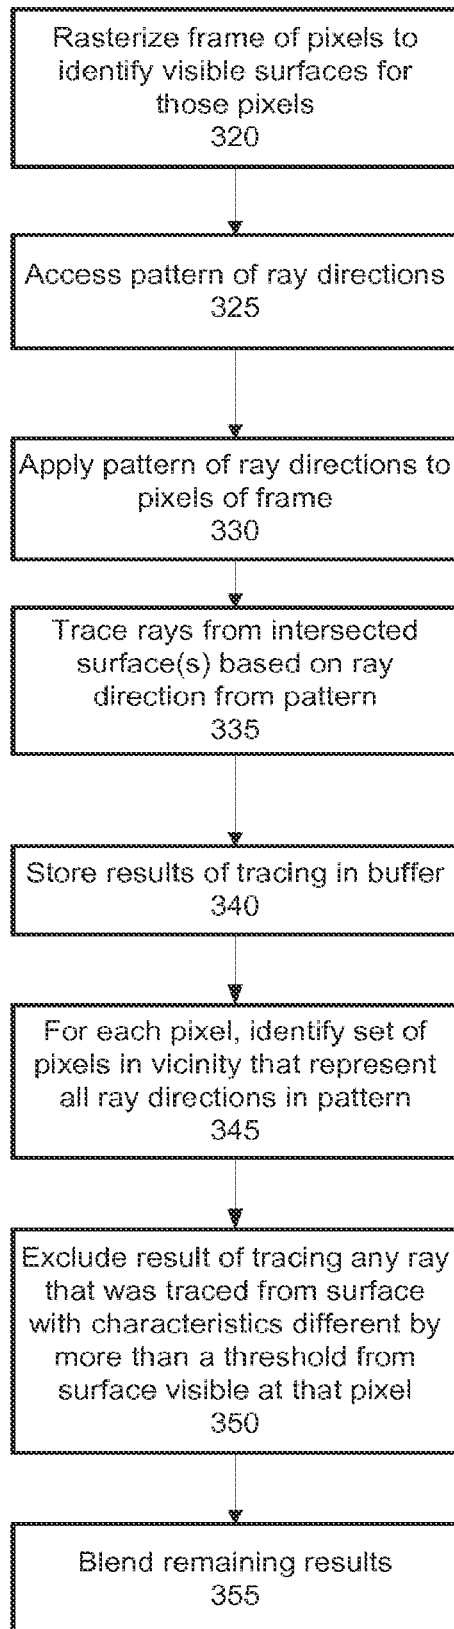 Rasterize frame of pixels to
identify visible surfaces for
those pixels
320
Access pattern of ray directions
325
Apply pattern of ray directions to
pixels of frame
330
Trace rays from intersected
surface(s) based on ray
direction from pattern
335
Store results of tracing in buffer
340
For each pixel, identify set of
pixels in vicinity that represent
all ray directions in pattern
345
Exclude result of tracing any ray
that was traced from surface
with characteristics different by
more than a threshold from
surface visible at that pixel
350
Blend remaining results
355